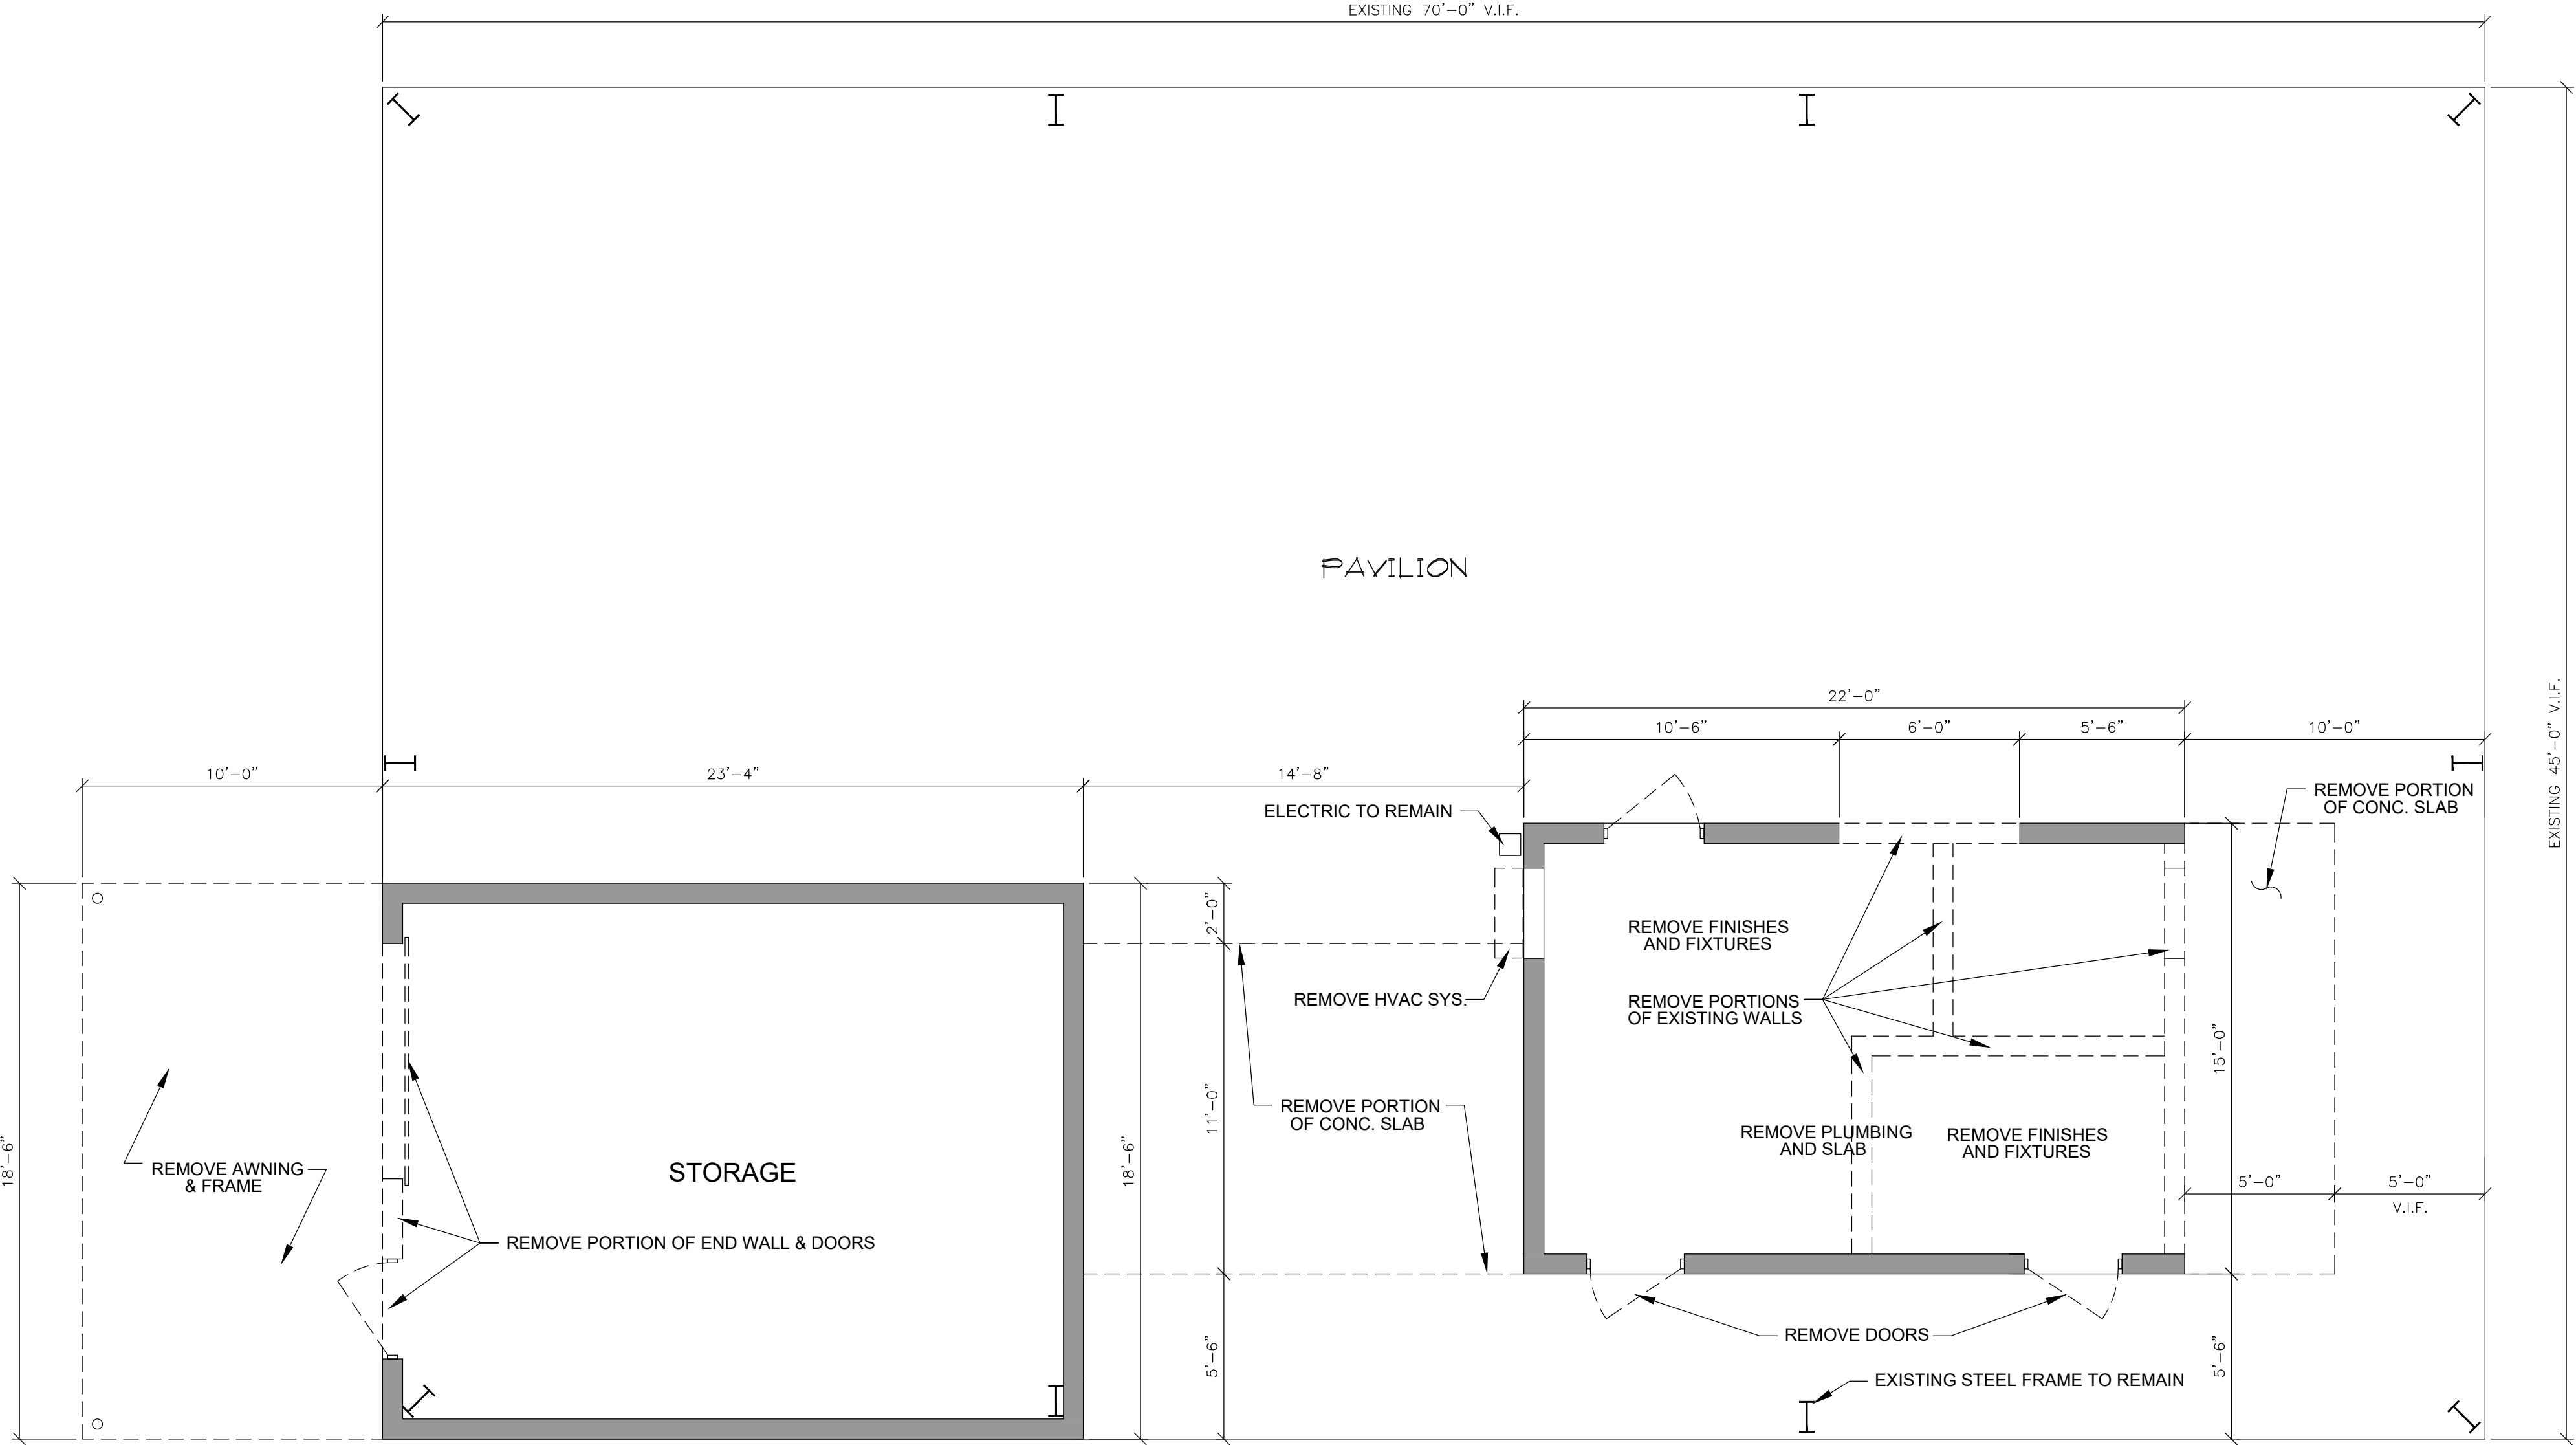 EXISTING 70'-0" V.I.F.
PAVILION
EXISTING 45'-0" V.I.F.
22'-0"
10'-6"
6'-0"
5'-6"
10'-0"
10'-0"
23'-4"
14'-8"
ELECTRIC TO REMAIN
REMOVE PORTION
OF CONC. SLAB
2'-0"
REMOVE FINISHES
AND FIXTURES
REMOVE HVAC SYS.
REMOVE PORTIONS
OF EXISTING WALLS
15'-0"
11'-0"
REMOVE PORTION
OF CONC. SLAB
REMOVE PLUMBING
AND SLAB
REMOVE FINISHES
AND FIXTURES
18'-6"
REMOVE AWNING
& FRAME
STORAGE
18'-6"
5'-0"
5'-0"
V.I.F.
REMOVE PORTION OF END WALL & DOORS
REMOVE DOORS
5'-6"
5'-6"
EXISTING STEEL FRAME TO REMAIN